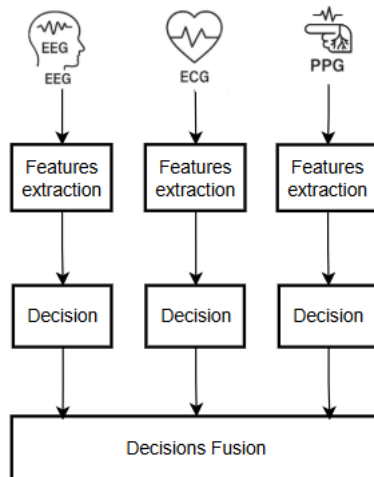 EEG
EEG
ECG
PPG
Features
extraction
Features
extraction
Features
extraction
Decision
Decision
Decision
Decisions Fusion